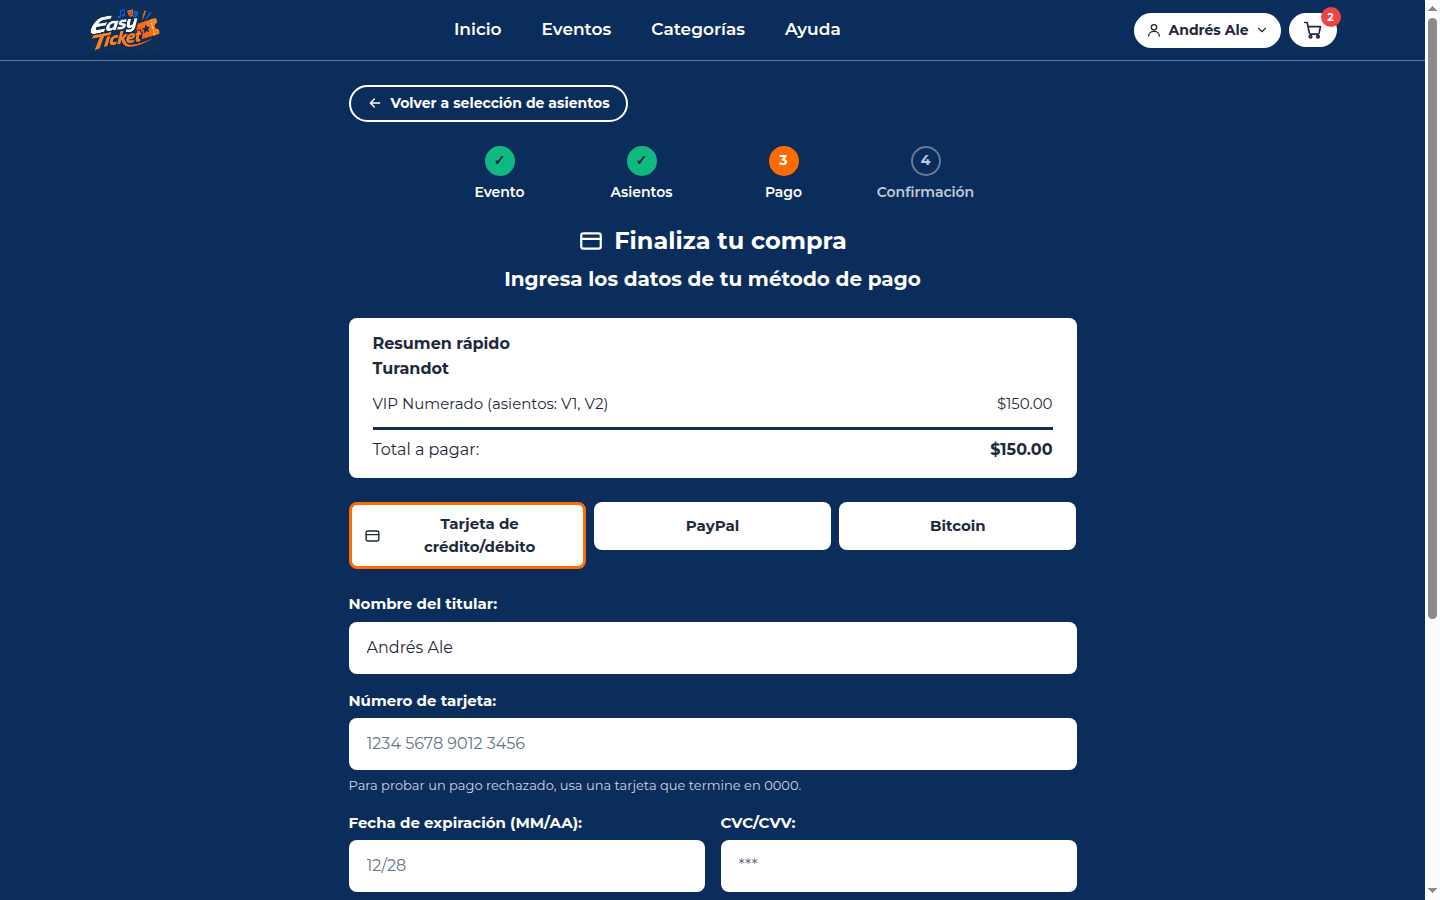 Easy
Ticket
Inicio
Eventos
Categorías
Ayuda
Andrés Ale
2
← Volver a selección de asientos
✓
✓
3
4
Evento
Asientos
Pago
Confirmación
Finaliza tu compra
Ingresa los datos de tu método de pago
Resumen rápido
Turandot
VIP Numerado (asientos: V1, V2)
$150.00
Total a pagar:
$150.00
Tarjeta de
crédito/débito
PayPal
Bitcoin
Nombre del titular:
Andrés Ale
Número de tarjeta:
1234 5678 9012 3456
Para probar un pago rechazado, usa una tarjeta que termine en 0000.
Fecha de expiración (MM/AA):
CVC/CVV:
12/28
***